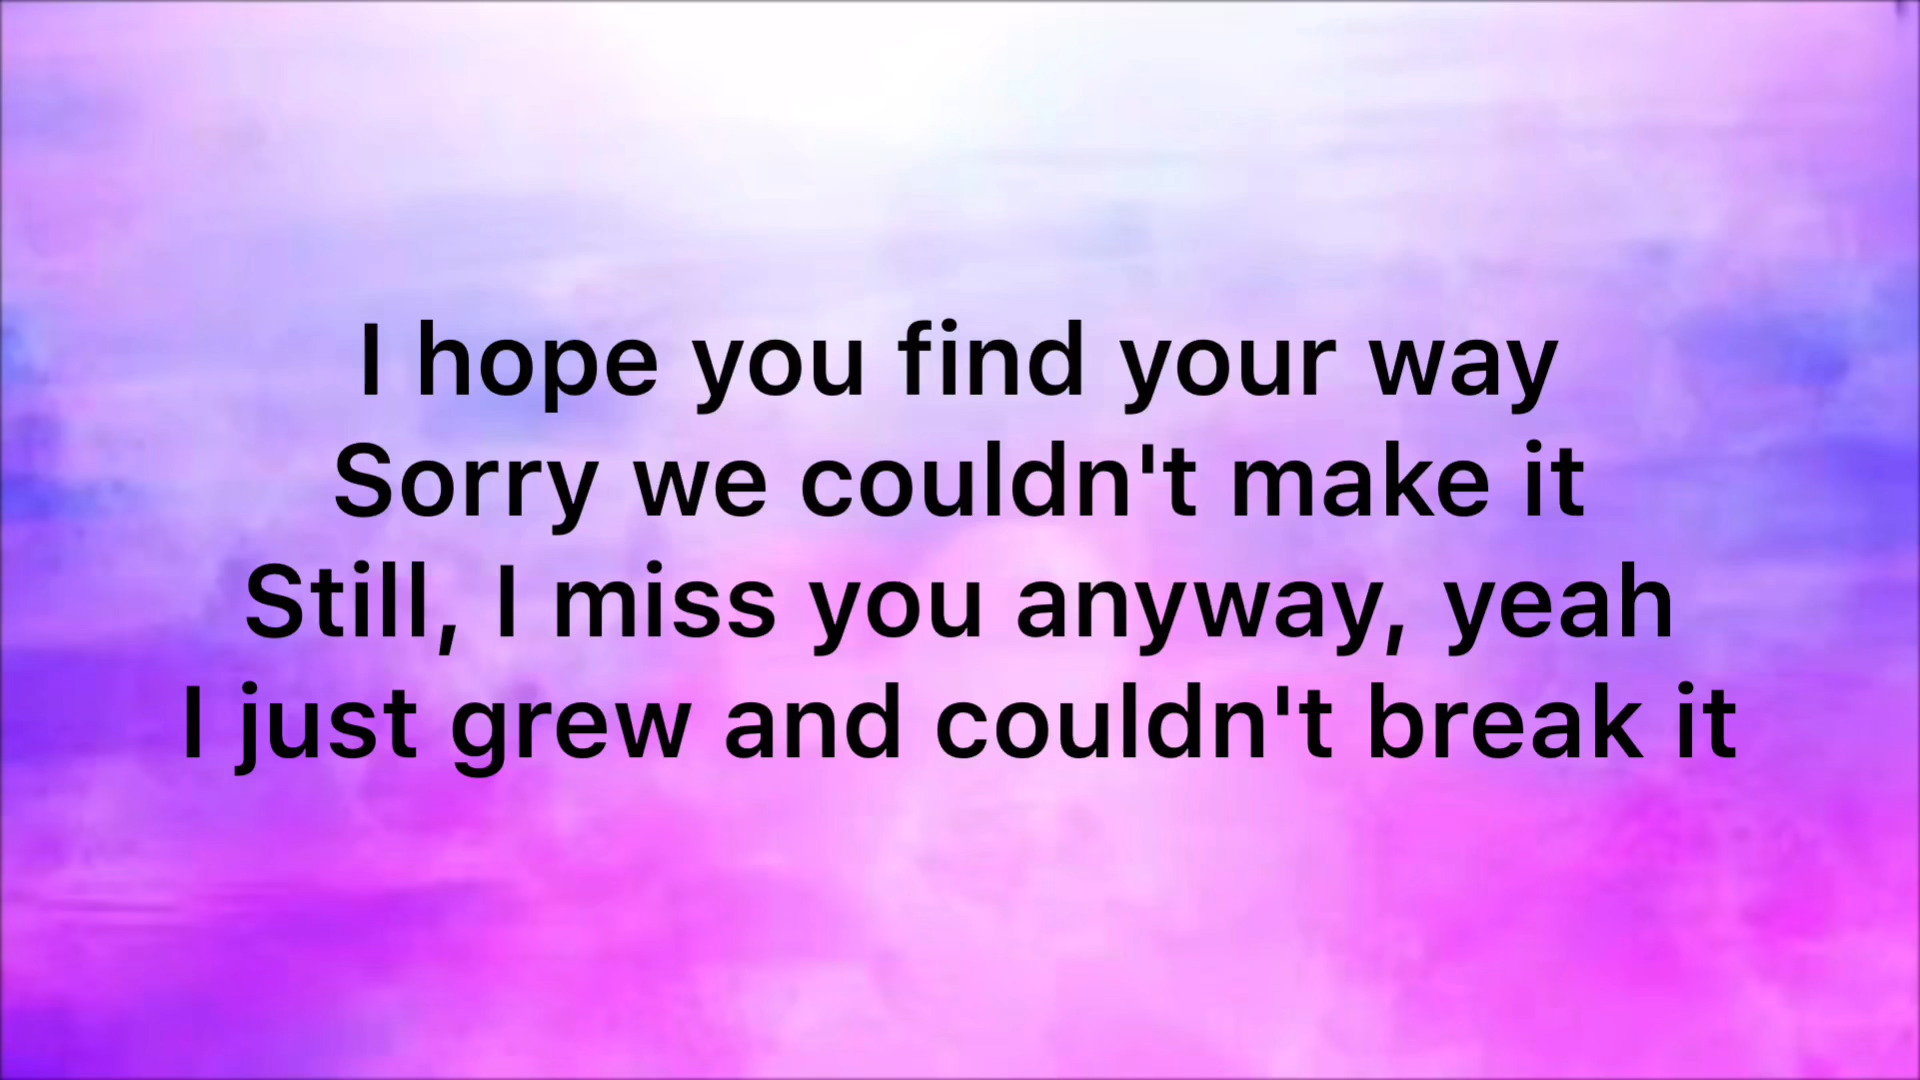 I hope you find your way
Sorry we couldn't make it
Still, I miss you anyway, yeah
I just grew and couldn't break it